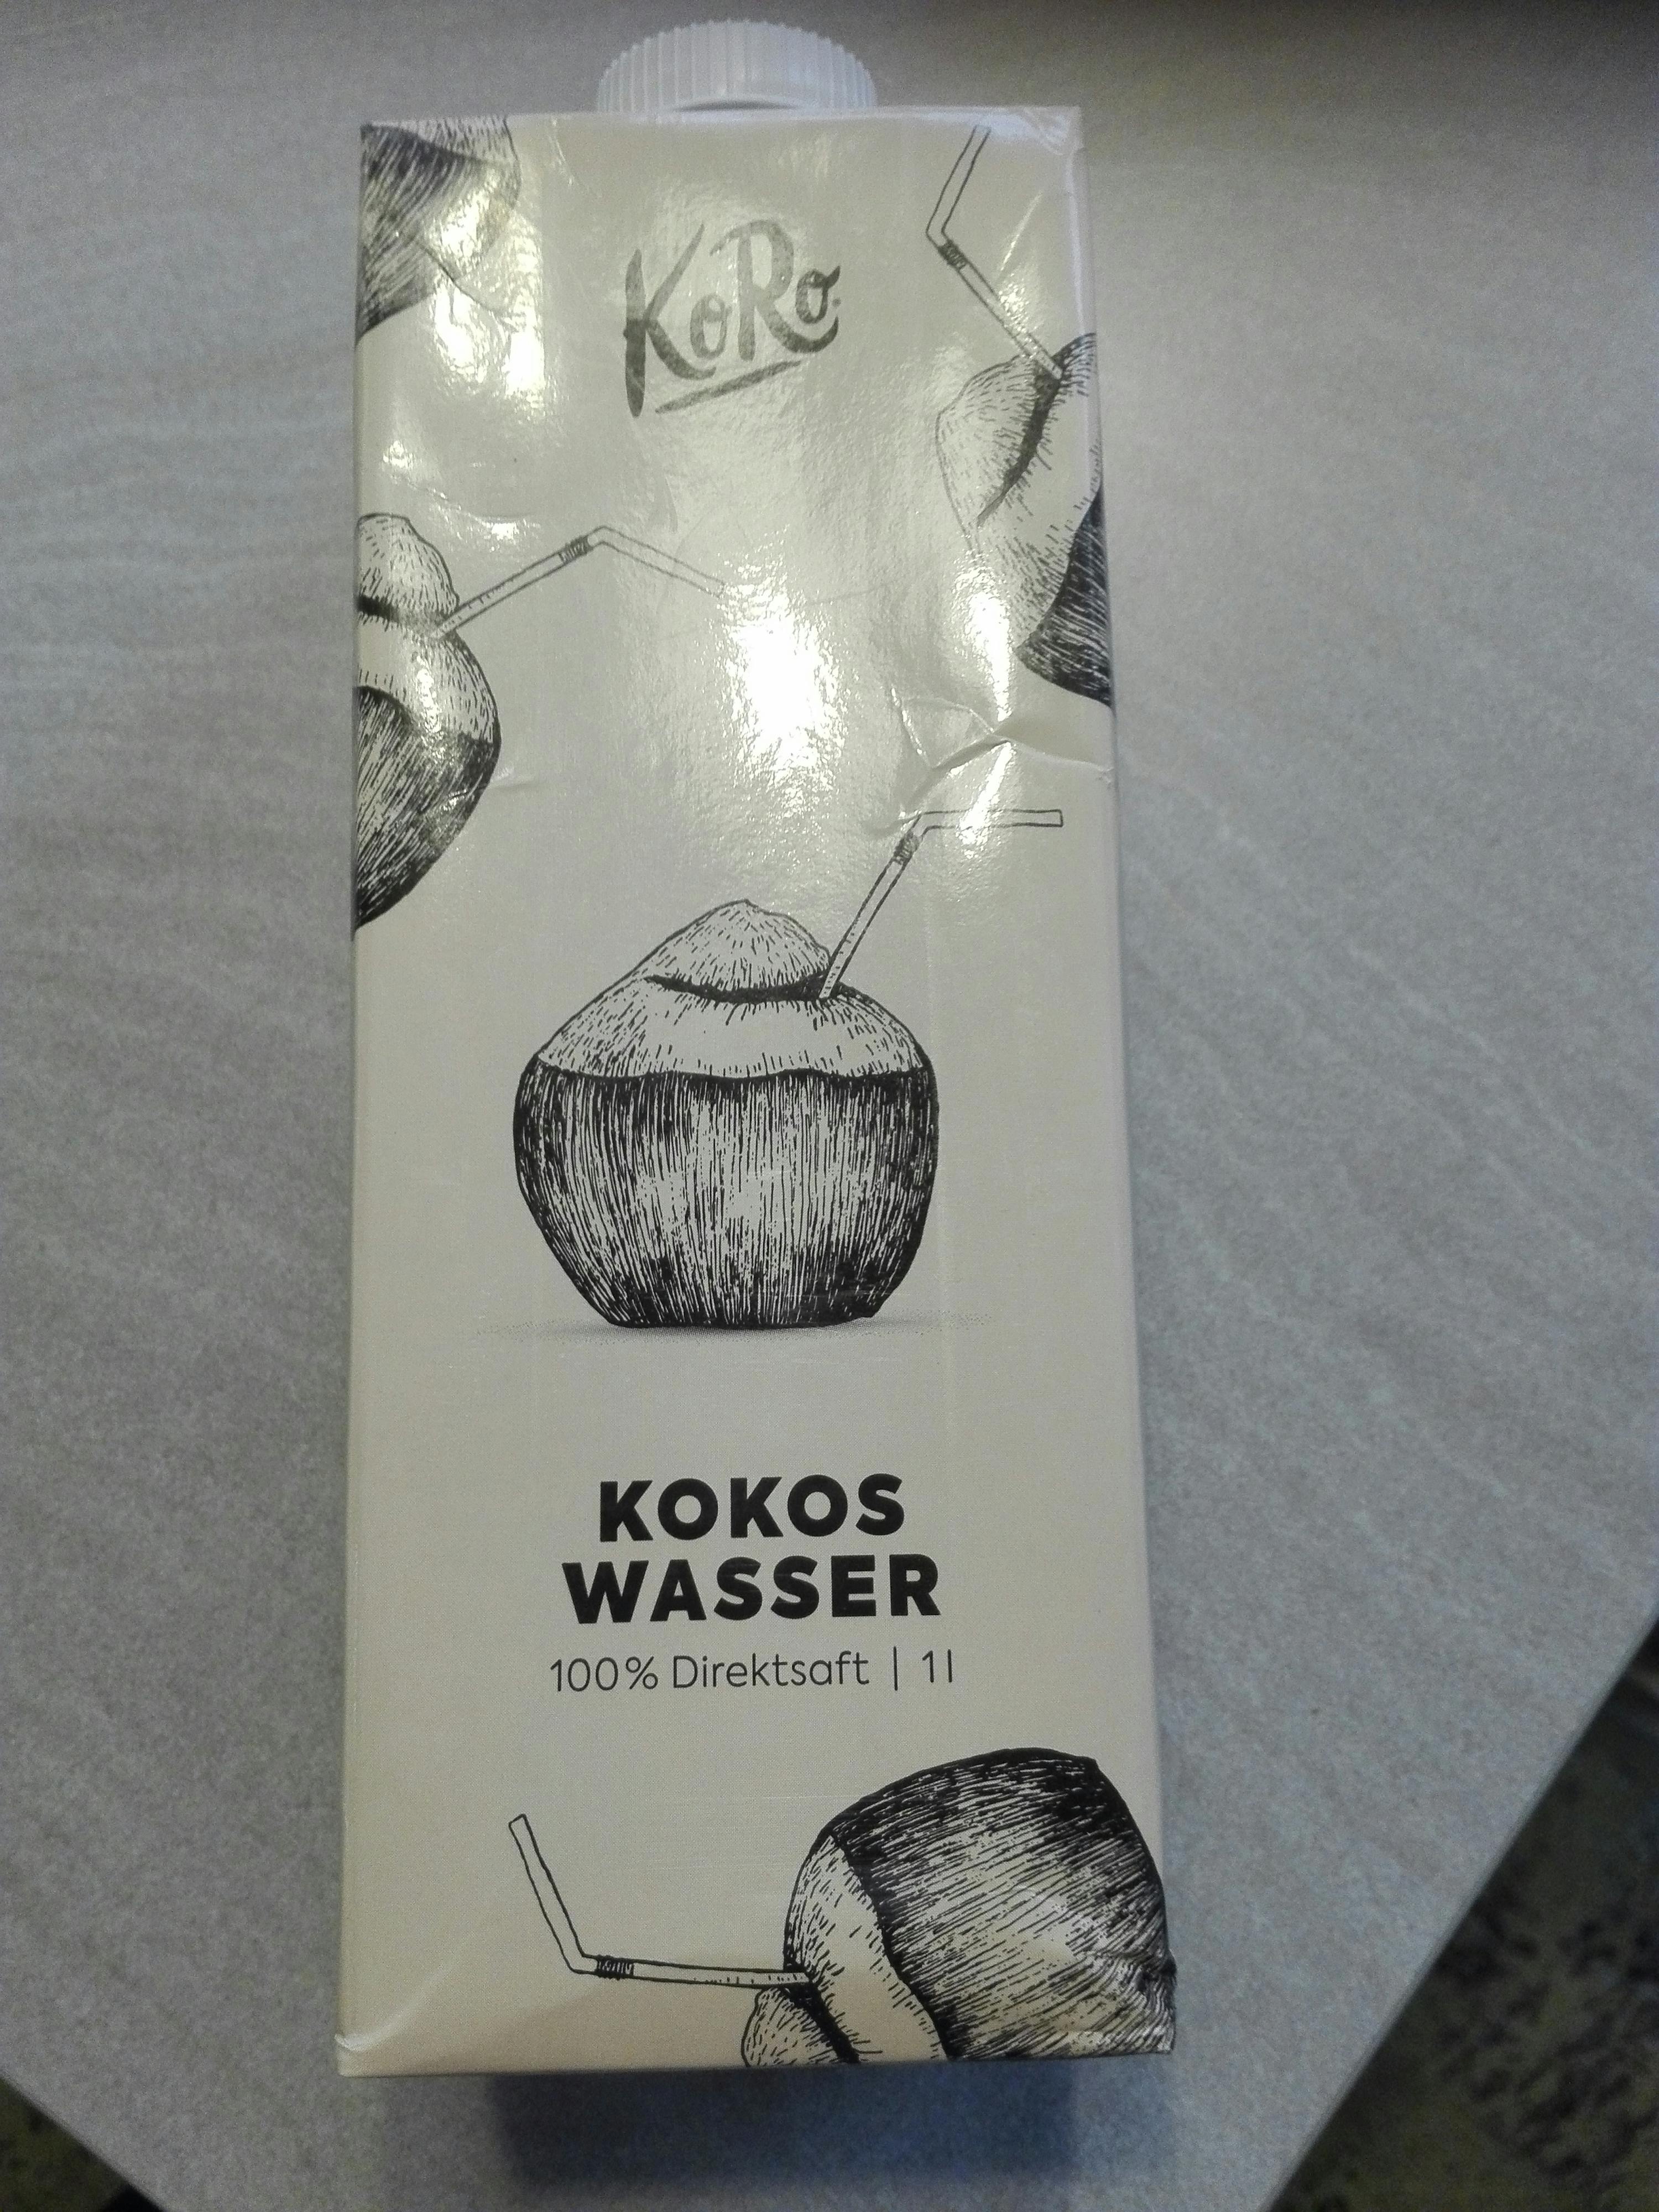 KoRo
KOKOS
WASSER
100% Direktsaft | 1l